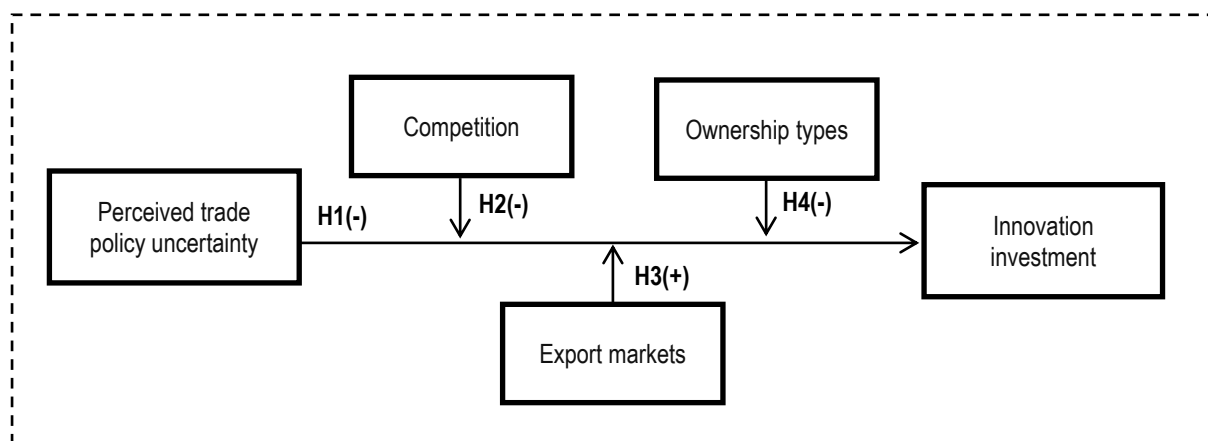 Competition
Ownership types
Perceived trade
policy uncertainty
H1(-)
H2(-)
H4(-)
Innovation
investment
H3(+)
Export markets